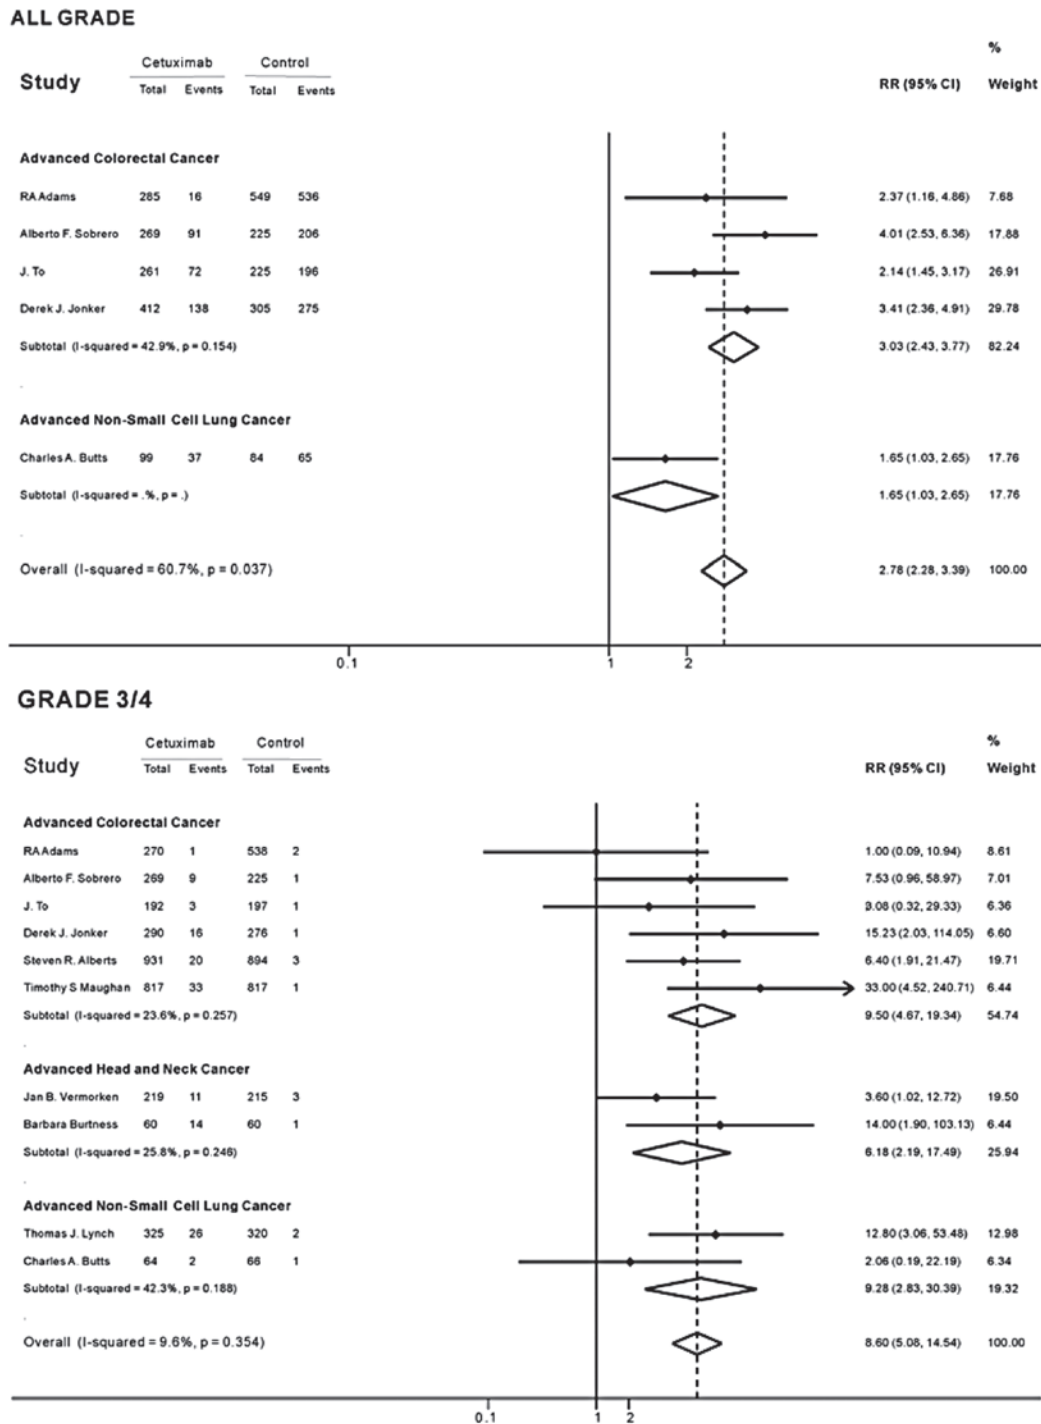 ALL GRADE
%
Cetuximab Control
Study Total Events Total Events RR (95% CI) Weight
Advanced Colorectal Cancer
RA Adams 285 16 549 536 2.37 (1.16, 4.86) 7.68
Alberto F. Sobrero 269 91 225 206 4.01 (2.53, 6.36) 17.88
J. To 261 72 225 196 2.14 (1.45, 3.17) 26.91
Derek J. Jonker 412 138 305 275 3.41 (2.36, 4.91) 29.78
Subtotal (I-squared = 42.9%, p = 0.154) 3.03 (2.43, 3.77) 82.24
.
Advanced Non-Small Cell Lung Cancer
Charles A. Butts 99 37 84 65 1.65 (1.03, 2.65) 17.76
Subtotal (I-squared = .%, p = .) 1.65 (1.03, 2.65) 17.76
.
Overall (I-squared = 60.7%, p = 0.037) 2.78 (2.28, 3.39) 100.00
0.1 1 2
GRADE 3/4
Cetuximab Control %
Study Total Events Total Events RR (95% CI) Weight
Advanced Colorectal Cancer
RA Adams 270 1 538 2 1.00 (0.09, 10.94) 8.61
Alberto F. Sobrero 269 9 225 1 7.53 (0.96, 58.97) 7.01
J. To 192 3 197 1 3.08 (0.32, 29.33) 6.36
Derek J. Jonker 290 16 276 1 15.23 (2.03, 114.05) 6.60
Steven R. Alberts 931 20 894 3 6.40 (1.91, 21.47) 19.71
Timothy S Maughan 817 33 817 1 33.00 (4.52, 240.71) 6.44
Subtotal (I-squared = 23.6%, p = 0.257) 9.50 (4.67, 19.34) 54.74
.
Advanced Head and Neck Cancer
Jan B. Vermorken 219 11 215 3 3.60 (1.02, 12.72) 19.50
Barbara Burtness 60 14 60 1 14.00 (1.90, 103.13) 6.44
Subtotal (I-squared = 25.8%, p = 0.246) 6.18 (2.19, 17.49) 25.94
.
Advanced Non-Small Cell Lung Cancer
Thomas J. Lynch 325 26 320 2 12.80 (3.06, 53.48) 12.98
Charles A. Butts 64 2 66 1 2.06 (0.19, 22.19) 6.34
Subtotal (I-squared = 42.3%, p = 0.188) 9.28 (2.83, 30.39) 19.32
.
Overall (I-squared = 9.6%, p = 0.354) 8.60 (5.08, 14.54) 100.00
0.1 1 2